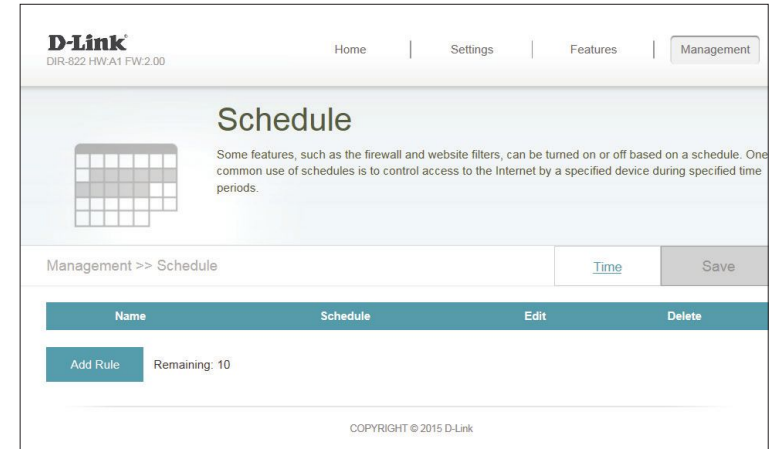 D-Link
DIR-822 HW:A1 FW:2.00
Home | Settings | Features | Management
Schedule
Some features, such as the firewall and website filters, can be turned on or off based on a schedule. One
common use of schedules is to control access to the Internet by a specified device during specified time
periods.
Management >> Schedule
Time
Save
Name Schedule Edit Delete
Add Rule Remaining: 10
COPYRIGHT © 2015 D-Link